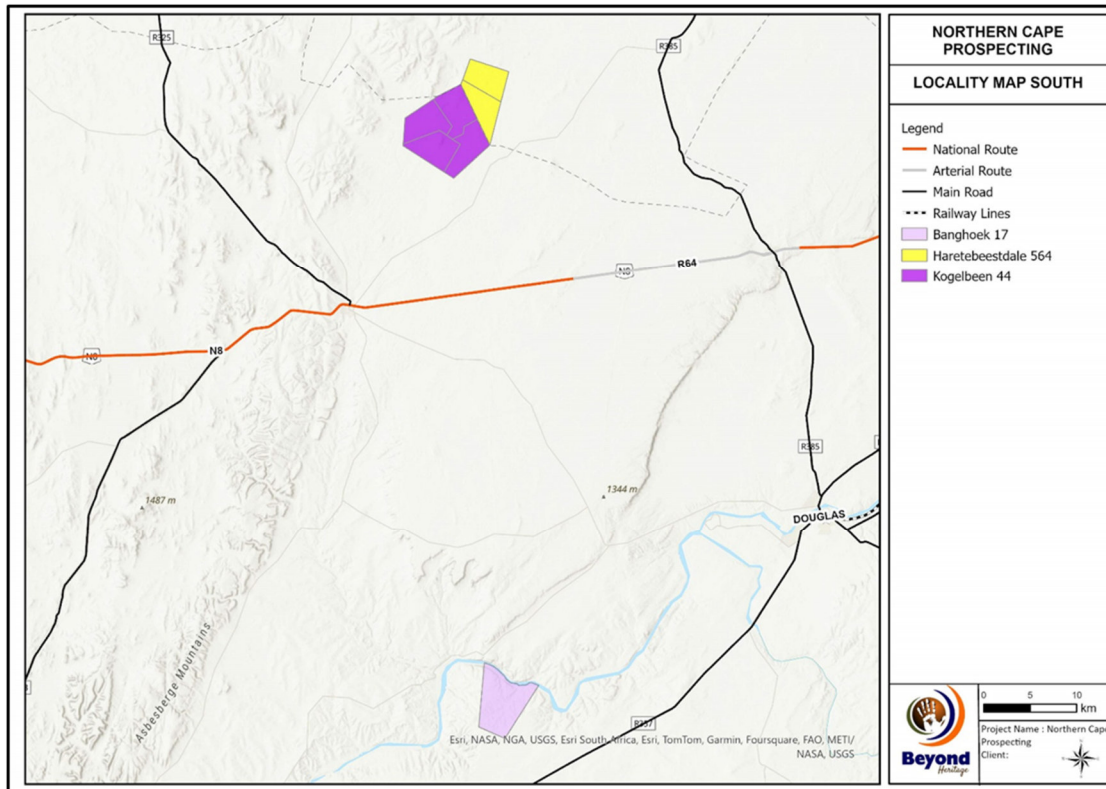 R325
R385
N8
R64
N8
N8
1487 m
1344 m
R385
DOUGLAS
Asbesberge Mountains
R357
Esri, NASA, NGA, USGS, Esri South Africa, Esri, TomTom, Garmin, Foursquare, FAO, METI/
NASA, USGS
NORTHERN CAPE
PROSPECTING
LOCALITY MAP SOUTH
Legend
National Route
Arterial Route
Main Road
Railway Lines
Banghoek 17
Haretebeestdale 564
Kogelbeen 44
Beyond
Heritage
0 5 10
km
Project Name : Northern Cape
Prospecting
Client: